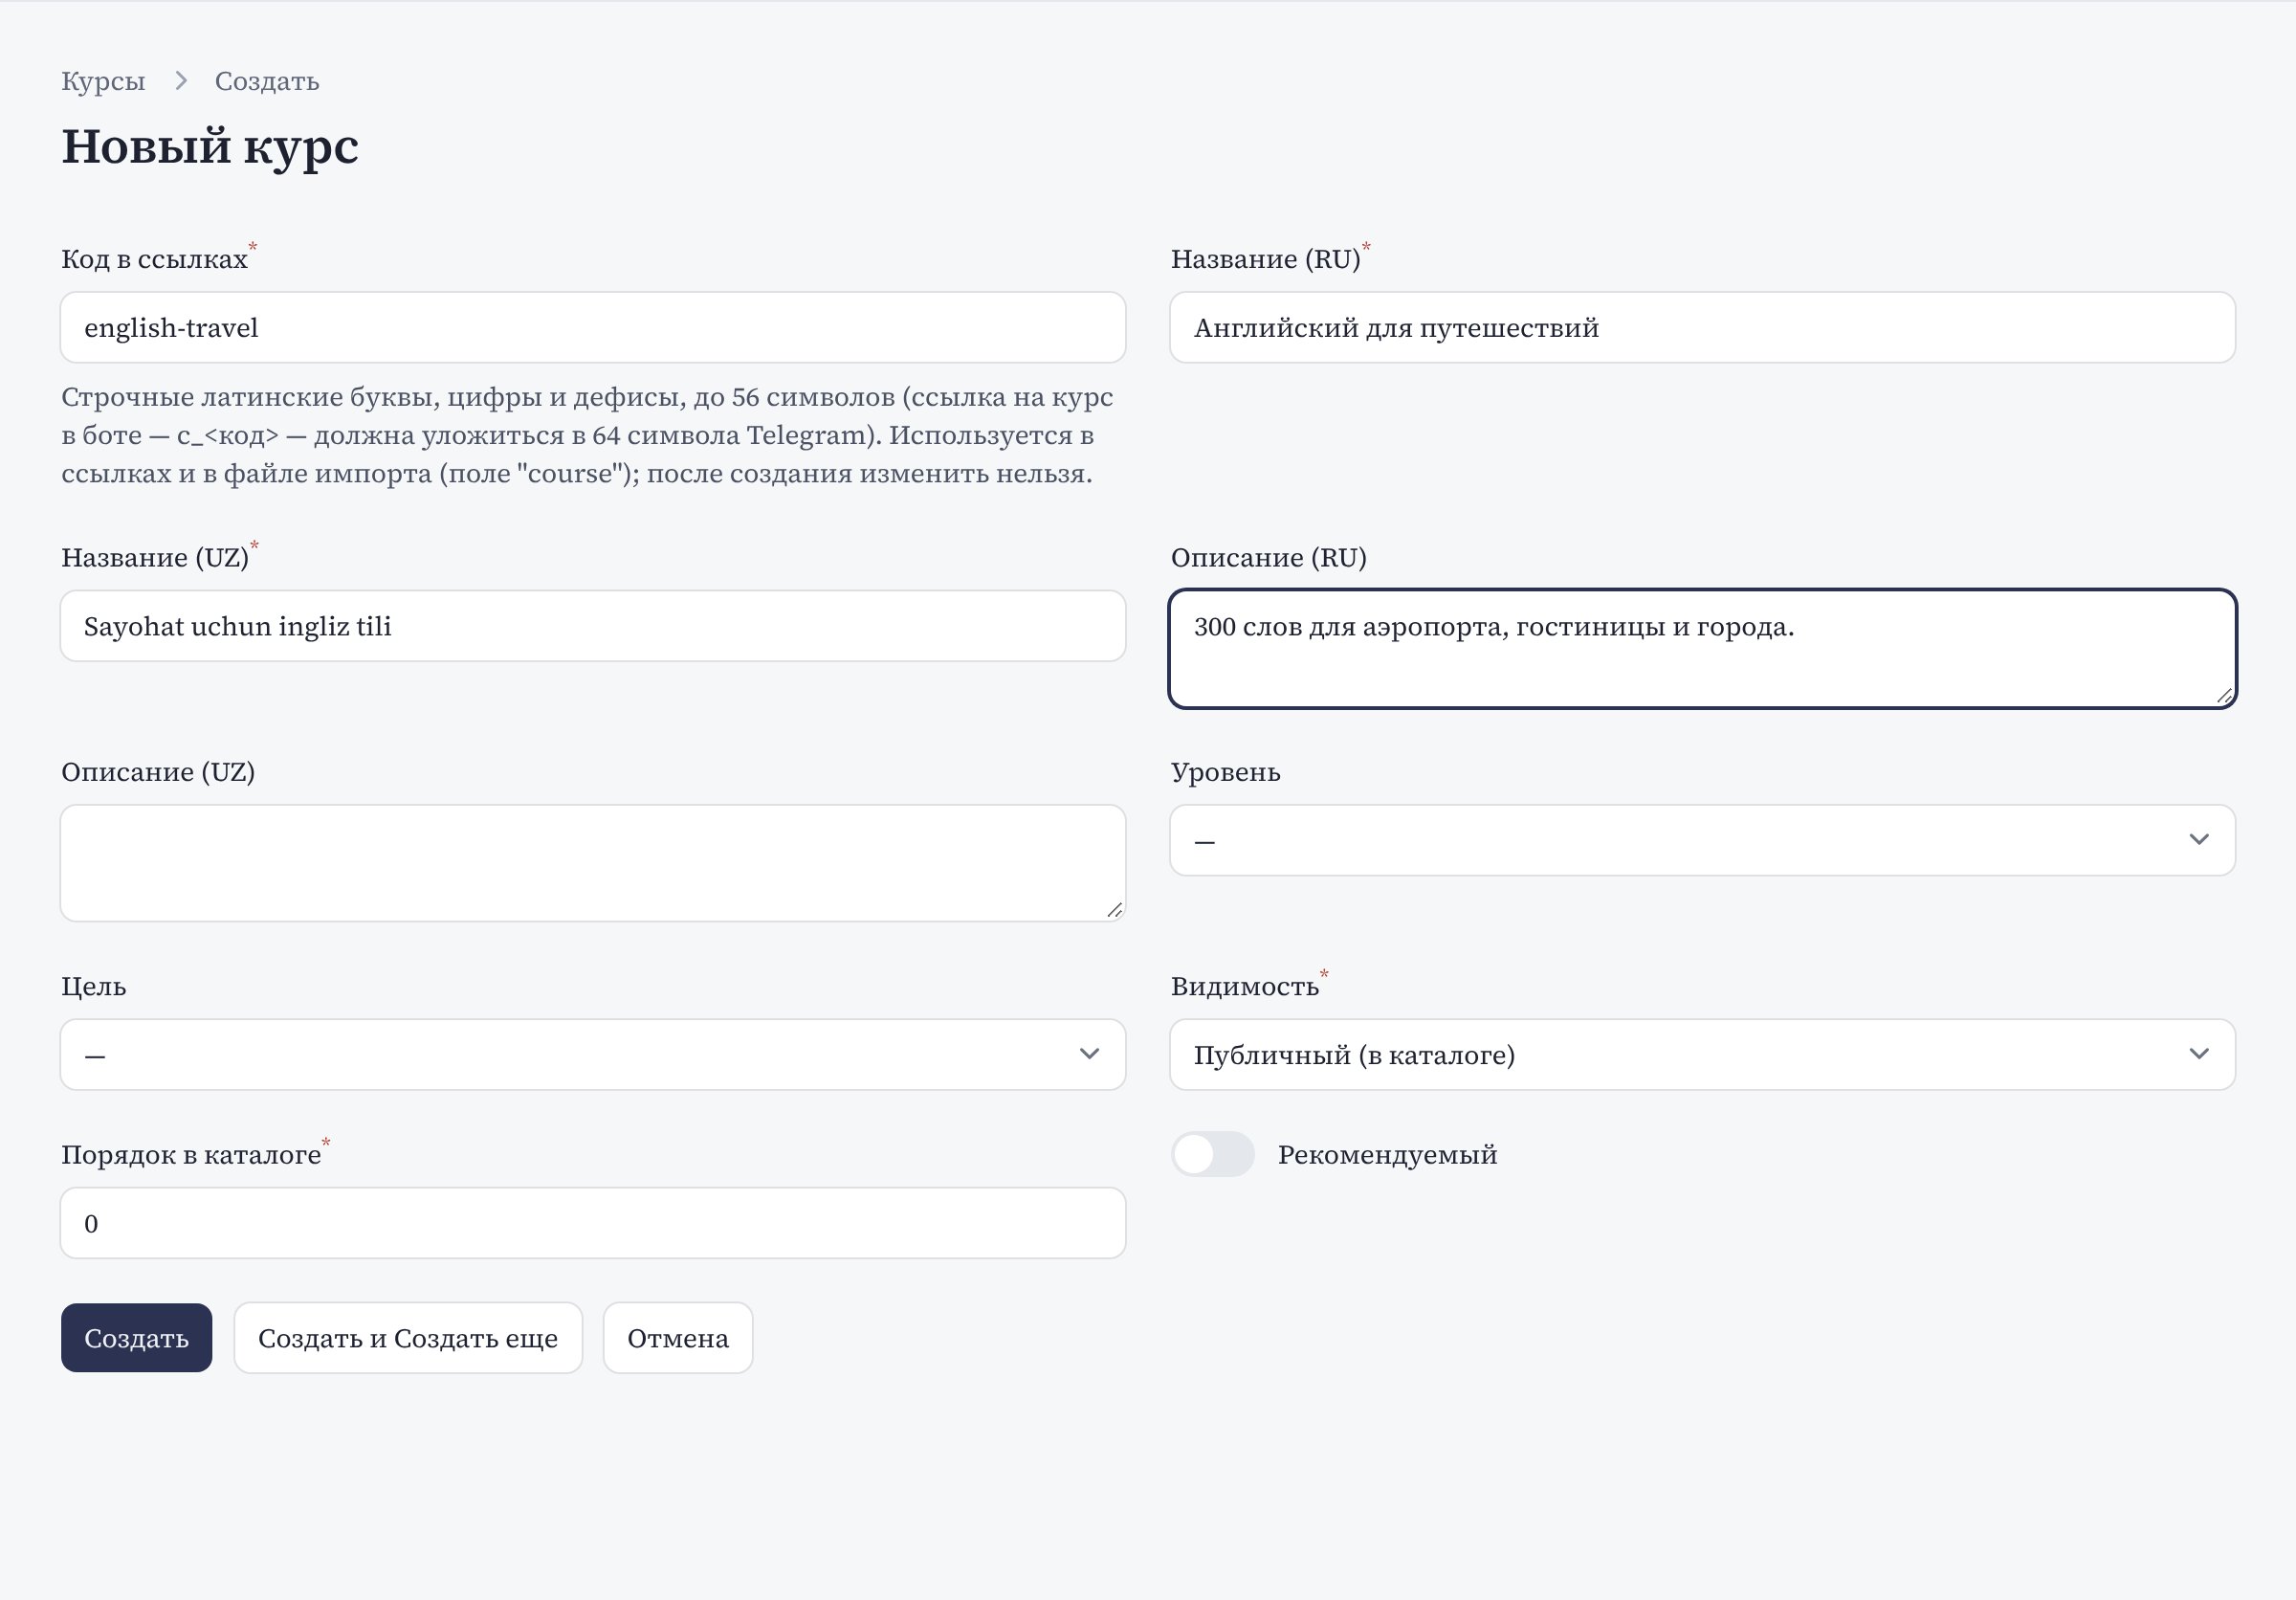 Курсы > Создать
Новый курс
Код в ссылках*
english-travel
Строчные латинские буквы, цифры и дефисы, до 56 символов (ссылка на курс
в боте — c_<код> — должна уложиться в 64 символа Telegram). Используется в
ссылках и в файле импорта (поле "course"); после создания изменить нельзя.
Название (RU)*
Английский для путешествий
Название (UZ)*
Sayohat uchun ingliz tili
Описание (RU)
300 слов для аэропорта, гостиницы и города.
Описание (UZ)
Уровень
—
Цель
—
Видимость*
Публичный (в каталоге)
Порядок в каталоге*
0
Рекомендуемый
Создать
Создать и Создать еще
Отмена